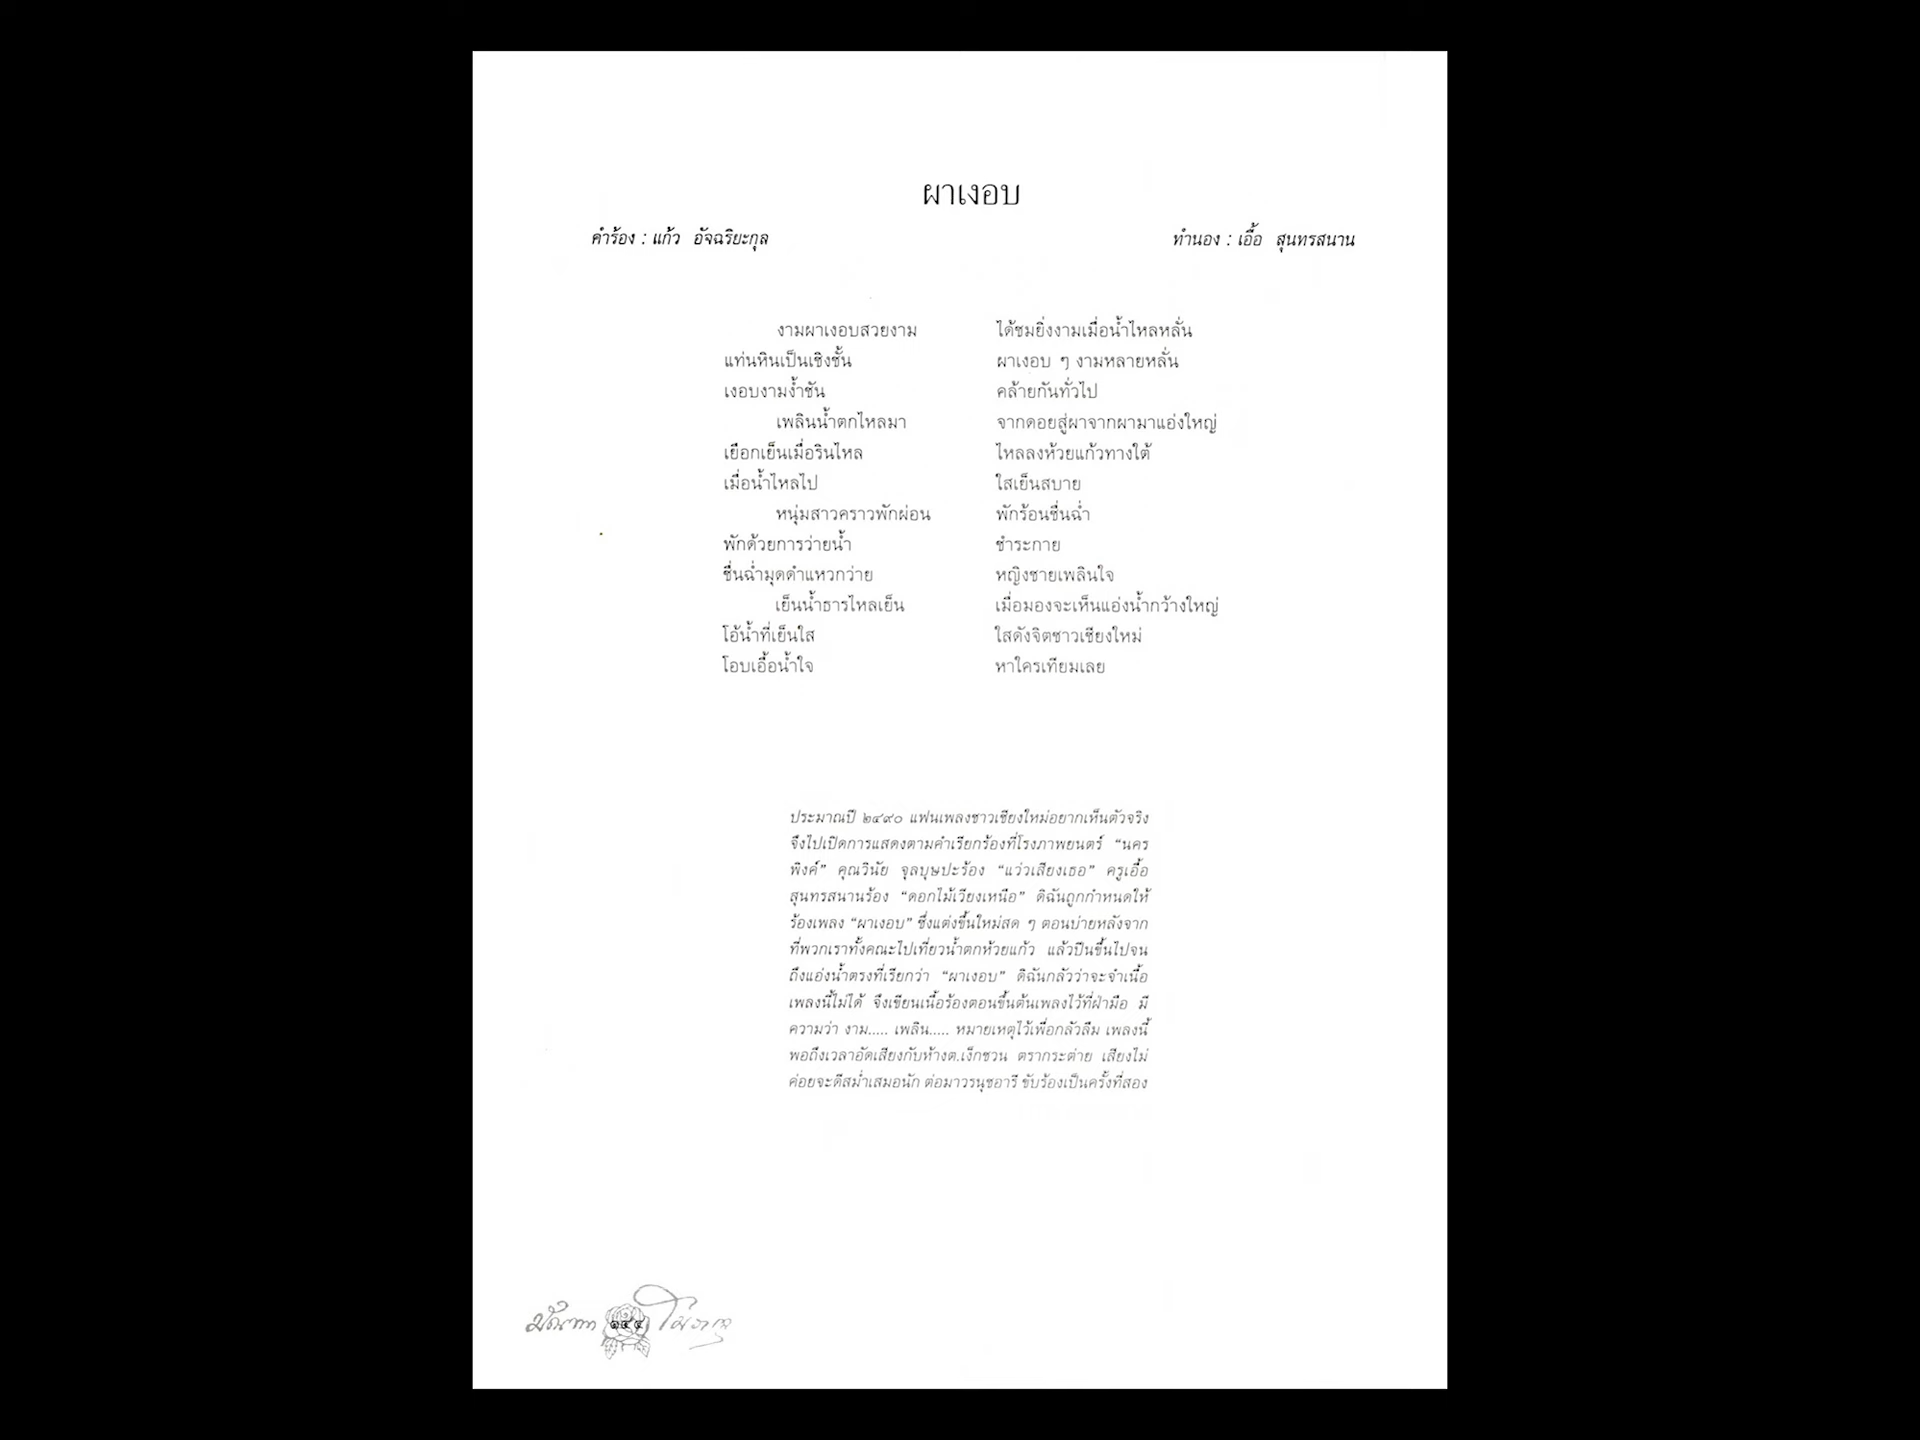 ผาเงอบ
คำร้อง : แก้ว อัจฉริยะกุล ทำนอง : เอื้อ สุนทรสนาน
งามผาเงอบสวยงาม ได้ชมยิ่งงามเมื่อน้ำไหลหลั่น
แท่นหินเป็นเชิงชั้น ผาเงอบ ๆ งามหลายหลั่น
เงอบงามง้ำชัน คล้ายกันทั่วไป
เพลินน้ำตกไหลมา จากดอยสู่ผาจากผามาแอ่งใหญ่
เยือกเย็นเมื่อรินไหล ไหลลงห้วยแก้วทางใต้
เมื่อน้ำไหลไป ใสเย็นสบาย
หนุ่มสาวคราวพักผ่อน พักร้อนชื่นฉ่ำ
พักด้วยการว่ายน้ำ ชำระกาย
ชื่นฉ่ำมุดดำแหวกว่าย หญิงชายเพลินใจ
เย็นน้ำธารไหลเย็น เมื่อมองจะเห็นแอ่งน้ำกว้างใหญ่
โอ้น้ำที่เย็นใส ใสดังจิตชาวเชียงใหม่
โอบเอื้อน้ำใจ หาใครเทียมเลย
ประมาณปี ๒๔๙๐ แฟนเพลงชาวเชียงใหม่อยากเห็นตัวจริง
จึงไปเปิดการแสดงตามคำเรียกร้องที่โรงภาพยนตร์ “นคร
พิงค์” คุณวินัย จุลบุษปะร้อง “แว่วเสียงเธอ” ครูเอื้อ
สุนทรสนานร้อง “ดอกไม้เวียงเหนือ” ดิฉันถูกกำหนดให้
ร้องเพลง “ผาเงอบ” ซึ่งแต่งขึ้นใหม่สด ๆ ตอนบ่ายหลังจาก
ที่พวกเราทั้งคณะไปเที่ยวน้ำตกห้วยแก้ว แล้วปีนขึ้นไปจน
ถึงแอ่งน้ำตรงที่เรียกว่า “ผาเงอบ” ดิฉันกลัวว่าจะจำเนื้อ
เพลงนี้ไม่ได้ จึงเขียนเนื้อร้องตอนขึ้นต้นเพลงไว้ที่ฝ่ามือ มี
ความว่า งาม..... เพลิน..... หมายเหตุไว้เพื่อกลัวลืม เพลงนี้
พอถึงเวลาอัดเสียงกับห้างต.เง็กชวน ตรากระต่าย เสียงไม่
ค่อยจะดีสม่ำเสมอนัก ต่อมาวรนุชอารี ขับร้องเป็นครั้งที่สอง